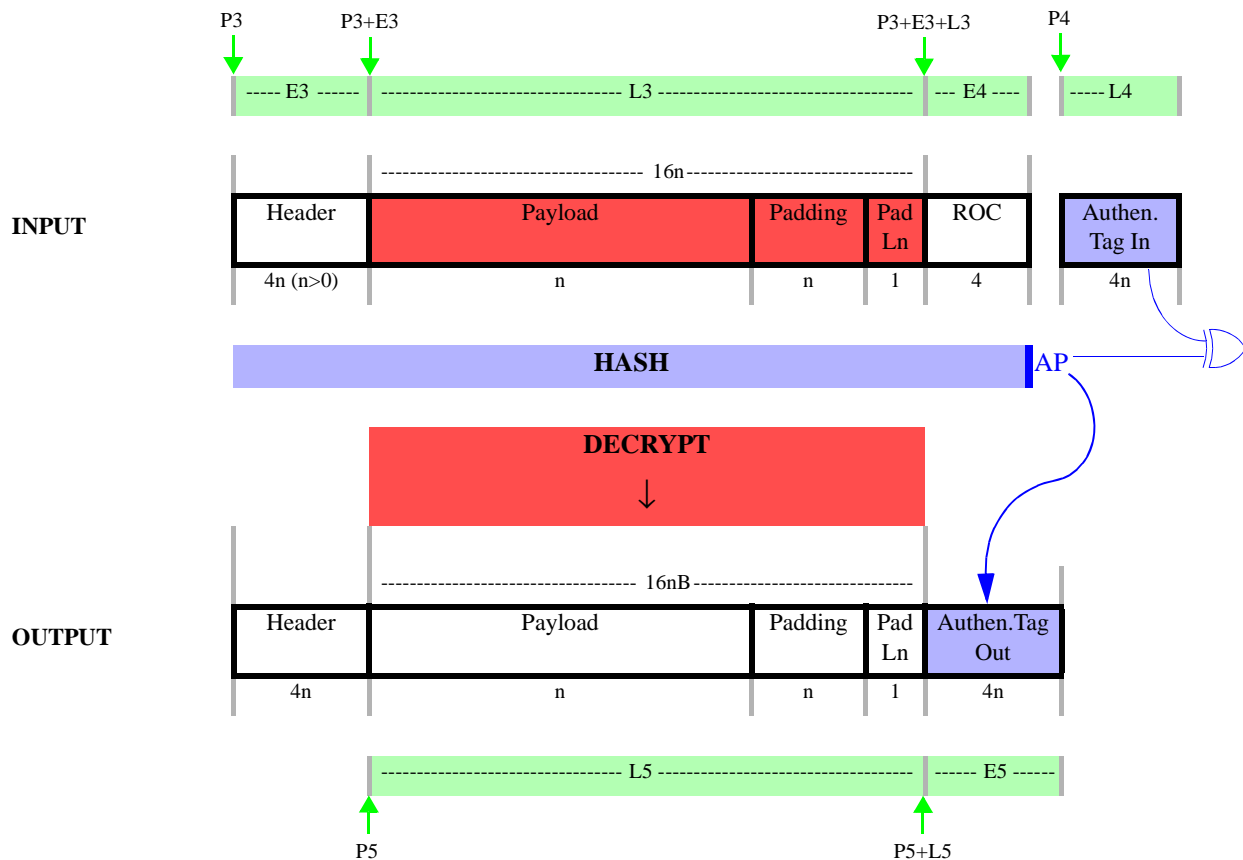 P3 P3+E3 P3+E3+L3 P4
----- E3 ------ ------------------------------- L3 --------------------------------- --- E4 ---- ----- L4
----------------------------------- 16n --------------------------
INPUT
Header Payload Padding Pad ROC Authen.
Ln Tag In
4n (n>0) n n 1 4 4n
HASH AP
DECRYPT
↓
---------------------------------- 16nB-----------------------------
OUTPUT
Header Payload Padding Pad Authen.Tag
Ln Out
4n n n 1 4n
-------------------------------- L5 ---------------------------------- ------ E5 ------
P5 P5+L5